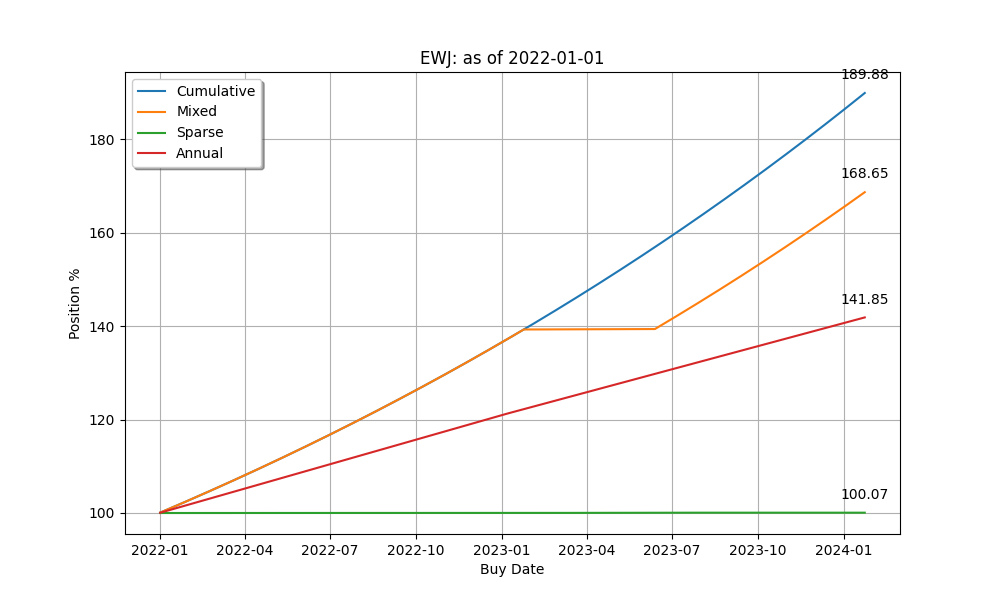 EWJ: as of 2022-01-01
189.88
Cumulative
Mixed
Sparse
Annual
180
168.65
160
141.85
140
120
100.07
100
Position %
2022-01
2022-04
2022-07
2022-10
2023-01
2023-04
2023-07
2023-10
2024-01
Buy Date